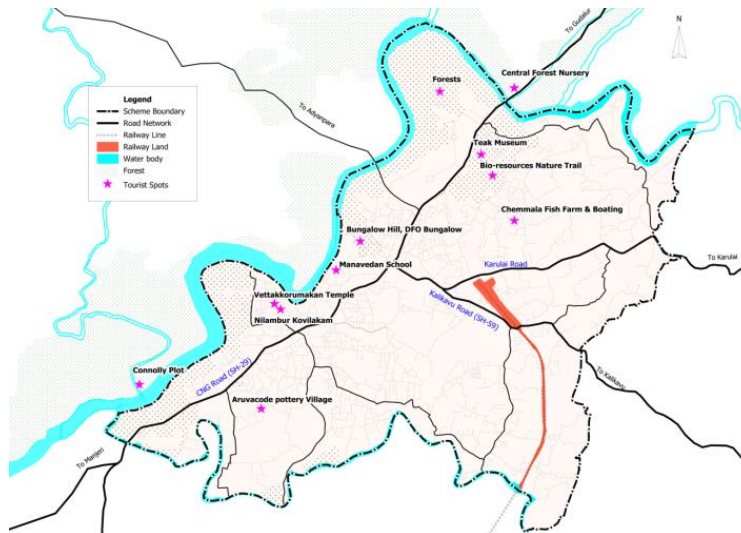 To Gudalur
N
Forests
Central Forest Nursery
Legend
Scheme Boundary
Road Network
Railway Line
Railway Land
Water body
Forest
Tourist Spots
To Adyanpara
Teak Museum
Bio-resources Nature Trail
Chemmala Fish Farm & Boating
Bungalow Hill, DFO Bungalow
Manavedan School
Karulai Road
To Karulai
Vettakkorumakan Temple
Nilambur Kovilakam
Kalikavu Road (SH-59)
Connolly Plot
CNG Road (SH-29)
To Kalikavu
Aruvacode pottery Village
To Manjeri